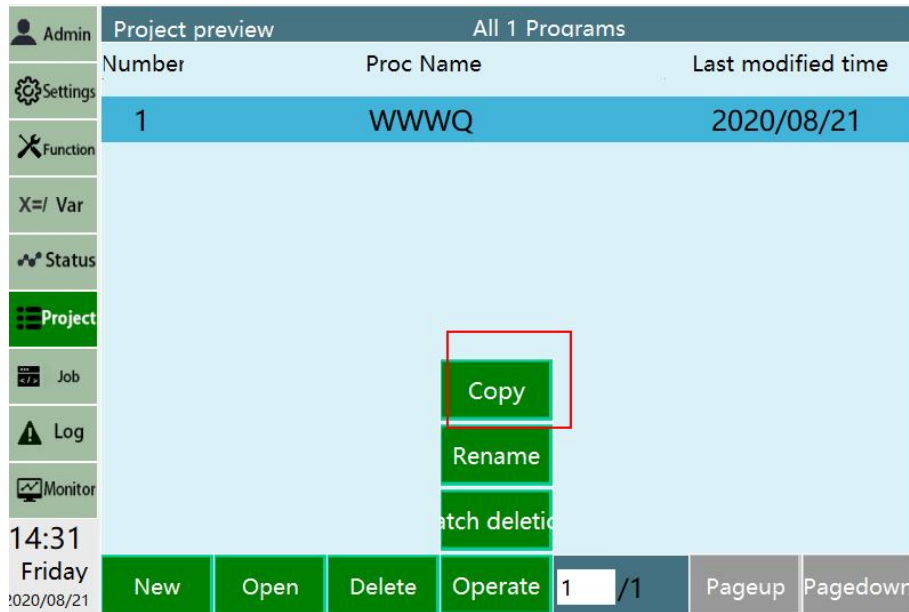 Admin
Settings
Function
X=/ Var
Status
Project
Job
Log
Monitor
14:31
Friday
2020/08/21
Project preview All 1 Programs
Number Proc Name Last modified time
1 WWWQ 2020/08/21
Copy
Rename
atch deletio
New Open Delete Operate 1 /1 Pageup Pagedown